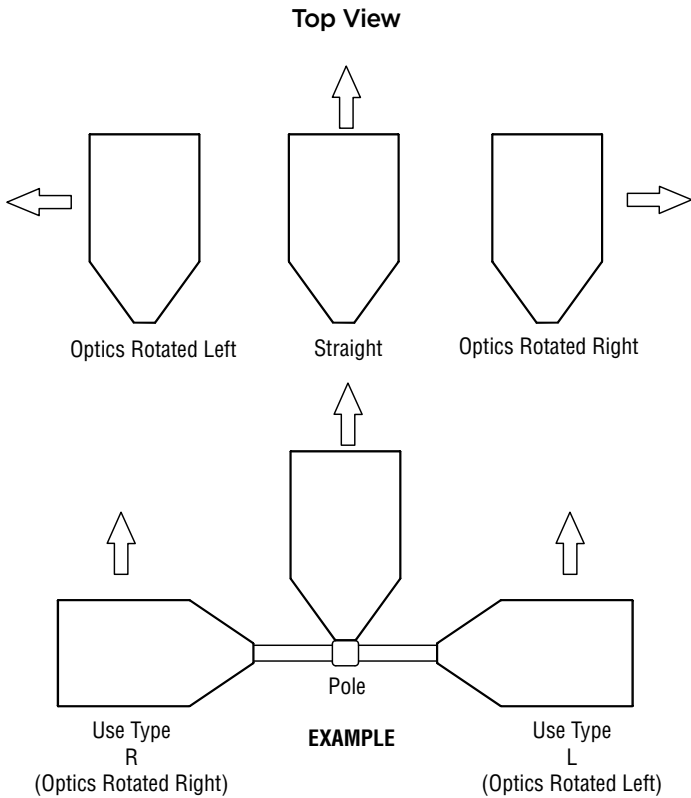 Top View
Optics Rotated Left
Straight
Optics Rotated Right
Pole
Use Type
R
(Optics Rotated Right)
EXAMPLE
Use Type
L
(Optics Rotated Left)